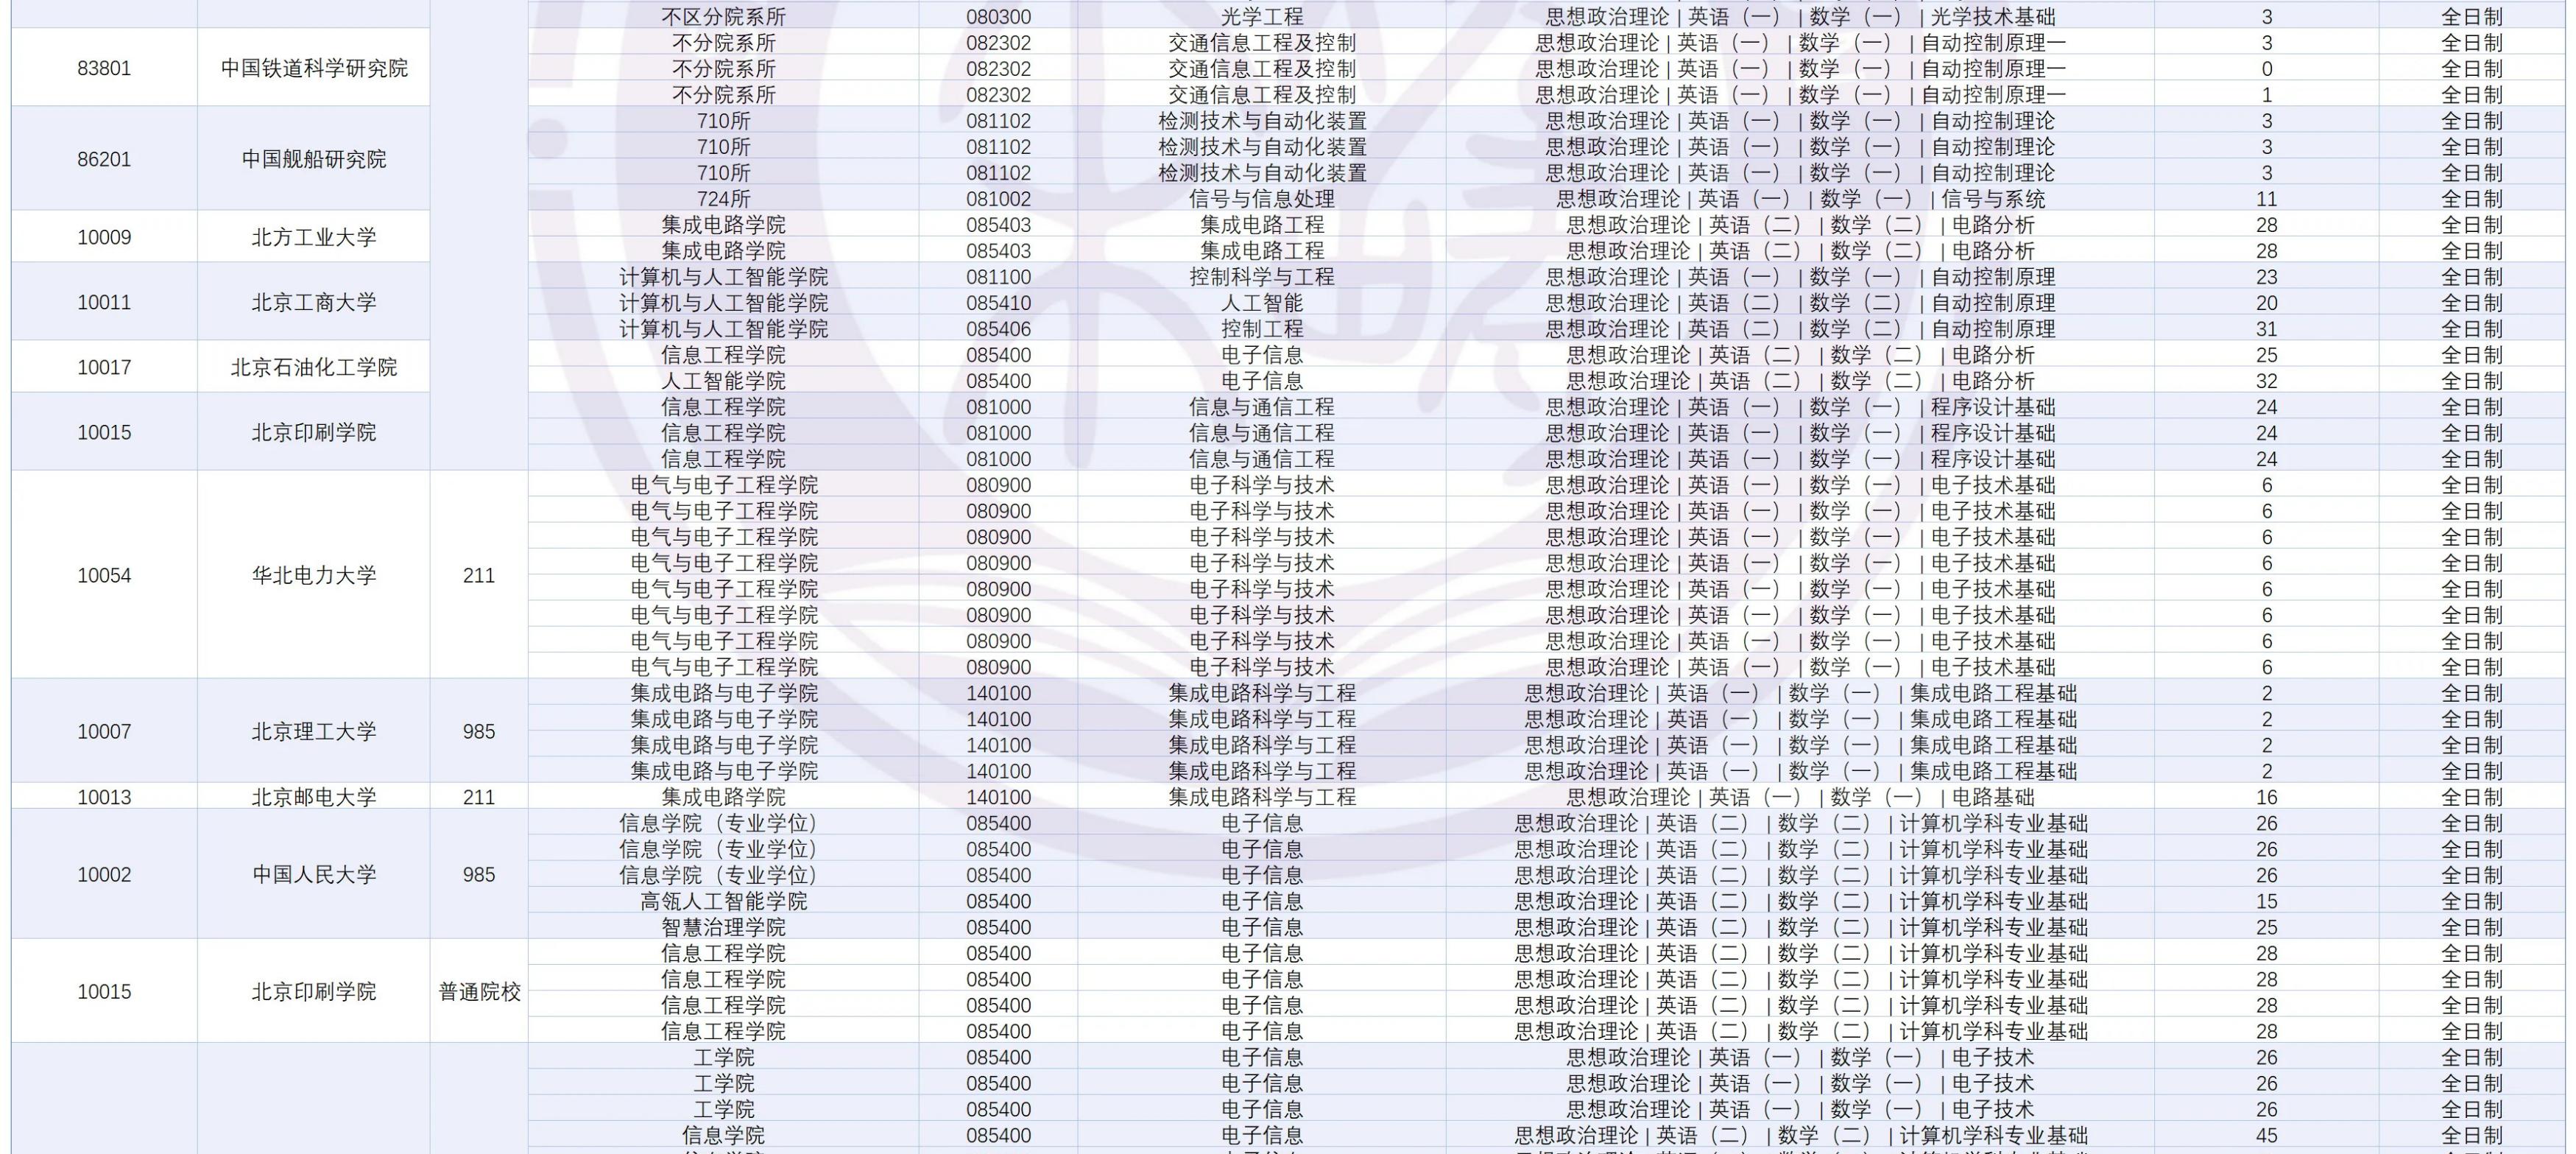 不区分院系所 080300 光学工程 思想政治理论 | 英语（一） | 数学（一） | 光学技术基础 3 全日制
83801 中国铁道科学研究院 不分院系所 082302 交通信息工程及控制 思想政治理论 | 英语（一） | 数学（一） | 自动控制原理一 3 全日制
不分院系所 082302 交通信息工程及控制 思想政治理论 | 英语（一） | 数学（一） | 自动控制原理一 0 全日制
不分院系所 082302 交通信息工程及控制 思想政治理论 | 英语（一） | 数学（一） | 自动控制原理一 1 全日制
86201 中国舰船研究院 710所 081102 检测技术与自动化装置 思想政治理论 | 英语（一） | 数学（一） | 自动控制理论 3 全日制
710所 081102 检测技术与自动化装置 思想政治理论 | 英语（一） | 数学（一） | 自动控制理论 3 全日制
710所 081102 检测技术与自动化装置 思想政治理论 | 英语（一） | 数学（一） | 自动控制理论 3 全日制
724所 081002 信号与信息处理 思想政治理论 | 英语（一） | 数学（一） | 信号与系统 11 全日制
10009 北方工业大学 集成电路学院 085403 集成电路工程 思想政治理论 | 英语（二） | 数学（二） | 电路分析 28 全日制
集成电路学院 085403 集成电路工程 思想政治理论 | 英语（二） | 数学（二） | 电路分析 28 全日制
10011 北京工商大学 计算机与人工智能学院 081100 控制科学与工程 思想政治理论 | 英语（一） | 数学（一） | 自动控制原理 23 全日制
计算机与人工智能学院 085410 人工智能 思想政治理论 | 英语（二） | 数学（二） | 自动控制原理 20 全日制
计算机与人工智能学院 085406 控制工程 思想政治理论 | 英语（二） | 数学（二） | 自动控制原理 31 全日制
10017 北京石油化工学院 信息工程学院 085400 电子信息 思想政治理论 | 英语（二） | 数学（二） | 电路分析 25 全日制
人工智能学院 085400 电子信息 思想政治理论 | 英语（二） | 数学（二） | 电路分析 32 全日制
10015 北京印刷学院 信息工程学院 081000 信息与通信工程 思想政治理论 | 英语（一） | 数学（一） | 程序设计基础 24 全日制
信息工程学院 081000 信息与通信工程 思想政治理论 | 英语（一） | 数学（一） | 程序设计基础 24 全日制
信息工程学院 081000 信息与通信工程 思想政治理论 | 英语（一） | 数学（一） | 程序设计基础 24 全日制
10054 华北电力大学 211 电气与电子工程学院 080900 电子科学与技术 思想政治理论 | 英语（一） | 数学（一） | 电子技术基础 6 全日制
电气与电子工程学院 080900 电子科学与技术 思想政治理论 | 英语（一） | 数学（一） | 电子技术基础 6 全日制
电气与电子工程学院 080900 电子科学与技术 思想政治理论 | 英语（一） | 数学（一） | 电子技术基础 6 全日制
电气与电子工程学院 080900 电子科学与技术 思想政治理论 | 英语（一） | 数学（一） | 电子技术基础 6 全日制
电气与电子工程学院 080900 电子科学与技术 思想政治理论 | 英语（一） | 数学（一） | 电子技术基础 6 全日制
电气与电子工程学院 080900 电子科学与技术 思想政治理论 | 英语（一） | 数学（一） | 电子技术基础 6 全日制
电气与电子工程学院 080900 电子科学与技术 思想政治理论 | 英语（一） | 数学（一） | 电子技术基础 6 全日制
电气与电子工程学院 080900 电子科学与技术 思想政治理论 | 英语（一） | 数学（一） | 电子技术基础 6 全日制
10007 北京理工大学 985 集成电路与电子学院 140100 集成电路科学与工程 思想政治理论 | 英语（一） | 数学（一） | 集成电路工程基础 2 全日制
集成电路与电子学院 140100 集成电路科学与工程 思想政治理论 | 英语（一） | 数学（一） | 集成电路工程基础 2 全日制
集成电路与电子学院 140100 集成电路科学与工程 思想政治理论 | 英语（一） | 数学（一） | 集成电路工程基础 2 全日制
集成电路与电子学院 140100 集成电路科学与工程 思想政治理论 | 英语（一） | 数学（一） | 集成电路工程基础 2 全日制
10013 北京邮电大学 211 集成电路学院 140100 集成电路科学与工程 思想政治理论 | 英语（一） | 数学（一） | 电路基础 16 全日制
10002 中国人民大学 985 信息学院（专业学位） 085400 电子信息 思想政治理论 | 英语（二） | 数学（二） | 计算机学科专业基础 26 全日制
信息学院（专业学位） 085400 电子信息 思想政治理论 | 英语（二） | 数学（二） | 计算机学科专业基础 26 全日制
信息学院（专业学位） 085400 电子信息 思想政治理论 | 英语（二） | 数学（二） | 计算机学科专业基础 26 全日制
高瓴人工智能学院 085400 电子信息 思想政治理论 | 英语（二） | 数学（二） | 计算机学科专业基础 15 全日制
智慧治理学院 085400 电子信息 思想政治理论 | 英语（二） | 数学（二） | 计算机学科专业基础 25 全日制
10015 北京印刷学院 普通院校 信息工程学院 085400 电子信息 思想政治理论 | 英语（二） | 数学（二） | 计算机学科专业基础 28 全日制
信息工程学院 085400 电子信息 思想政治理论 | 英语（二） | 数学（二） | 计算机学科专业基础 28 全日制
信息工程学院 085400 电子信息 思想政治理论 | 英语（二） | 数学（二） | 计算机学科专业基础 28 全日制
信息工程学院 085400 电子信息 思想政治理论 | 英语（二） | 数学（二） | 计算机学科专业基础 28 全日制
工学院 085400 电子信息 思想政治理论 | 英语（一） | 数学（一） | 电子技术 26 全日制
工学院 085400 电子信息 思想政治理论 | 英语（一） | 数学（一） | 电子技术 26 全日制
工学院 085400 电子信息 思想政治理论 | 英语（一） | 数学（一） | 电子技术 26 全日制
信息学院 085400 电子信息 思想政治理论 | 英语（二） | 数学（二） | 计算机学科专业基础 45 全日制